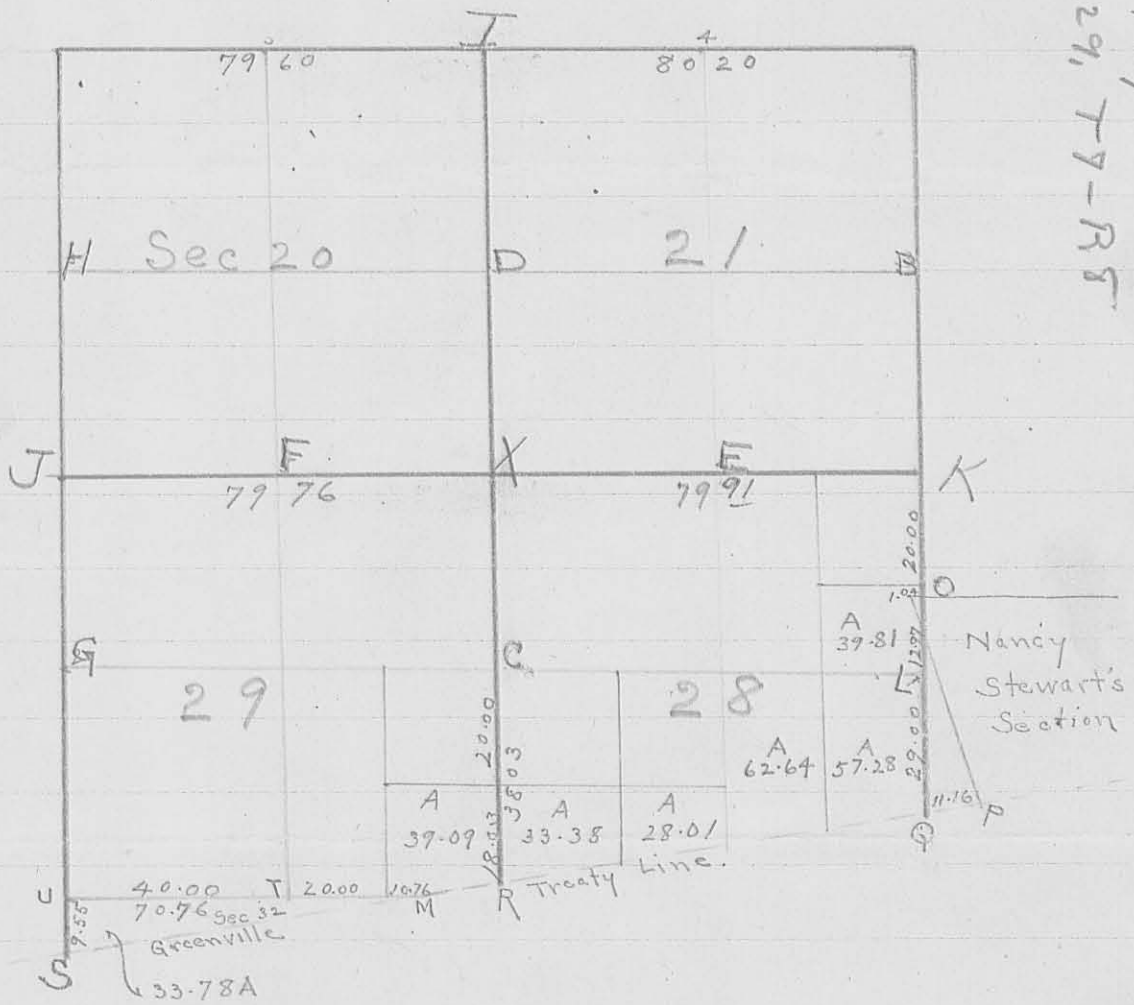 I
79 60
4
80 20
29, T 8 - R 8
H
Sec 20
D
21
J
F
X
E
K
79 76
79 91
20.00
1.04
O
A
39.81
12.97
Nancy
Stewart's
Section
G
29
C
28
L
20.00
38 03
A
62.64
A
57.28
29.00
A
39.09
18.03
A
33.38
A
28.01
11.16
P
Q
U
40.00
T
20.00
10.76
M
R
Treaty Line.
70.76
Sec 32
9.55
Greenville
S
33.78A